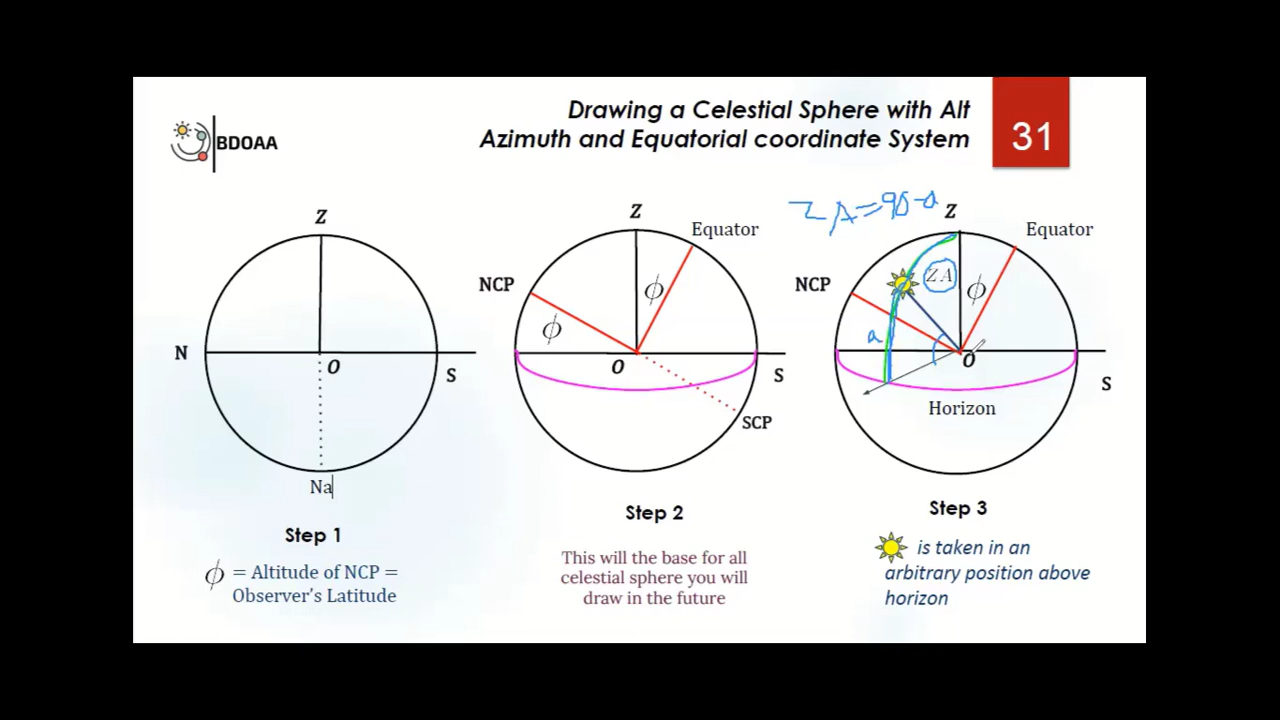 BDOAA
Drawing a Celestial Sphere with Alt
Azimuth and Equatorial coordinate System
31
Z
N
O
S
Na
Step 1
ϕ = Altitude of NCP =
Observer's Latitude
Z
Equator
NCP
ϕ
ϕ
O
S
SCP
Step 2
This will the base for all
celestial sphere you will
draw in the future
ZA=90-a
Z
Equator
NCP
ZA
ϕ
a
O
S
Horizon
Step 3
is taken in an
arbitrary position above
horizon